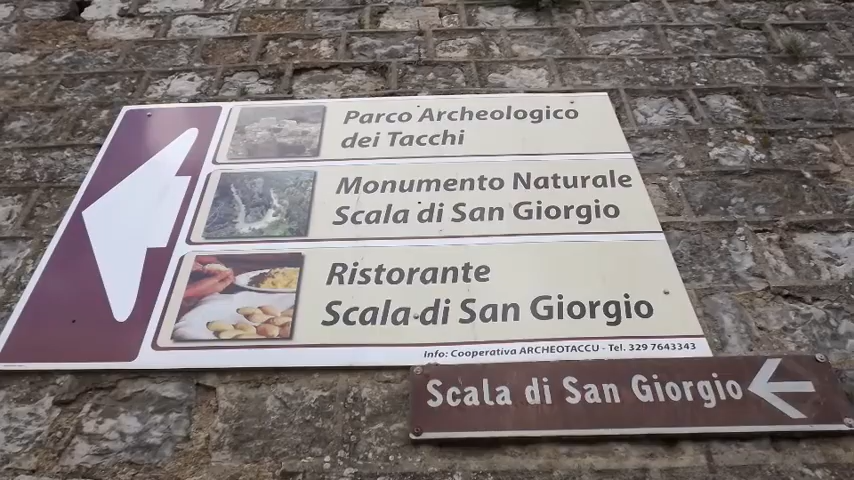 Parco Archeologico
dei Tacchi
Monumento Naturale
Scala di San Giorgio
Ristorante
Scala di San Giorgio
Info: Cooperativa ARCHEOTACCU - Tel. 329 7643343
Scala di San Giorgio